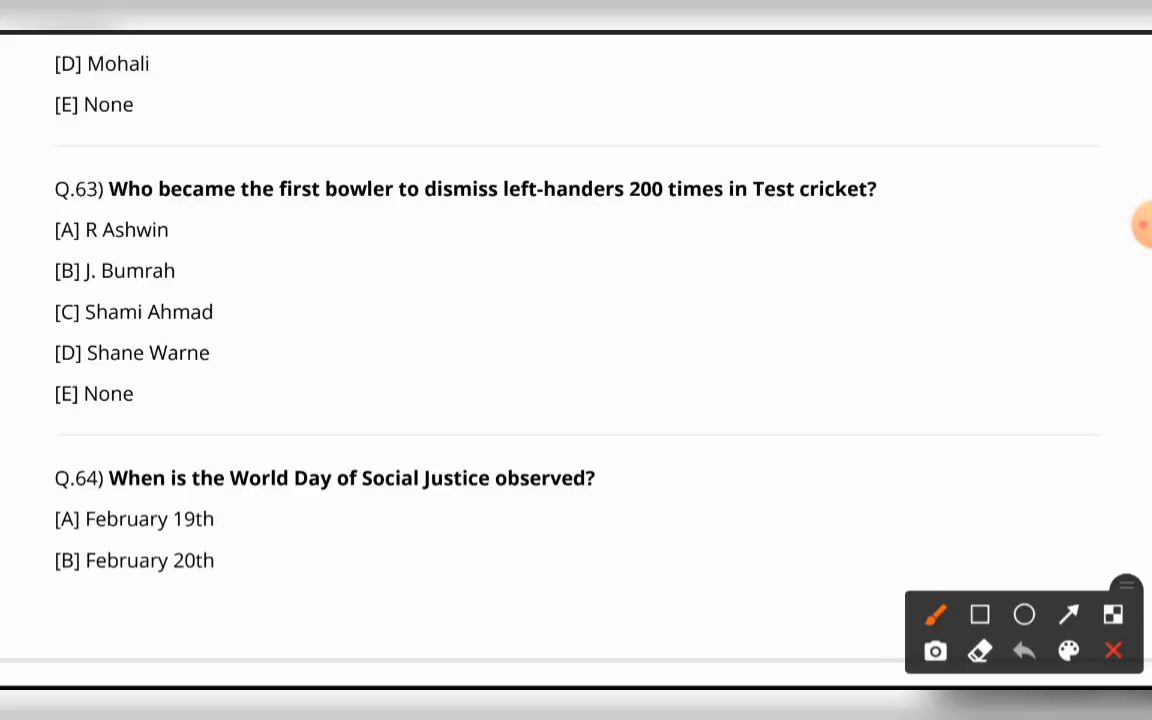 [D] Mohali
[E] None
Q.63) Who became the first bowler to dismiss left-handers 200 times in Test cricket?
[A] R Ashwin
[B] J. Bumrah
[C] Shami Ahmad
[D] Shane Warne
[E] None
Q.64) When is the World Day of Social Justice observed?
[A] February 19th
[B] February 20th